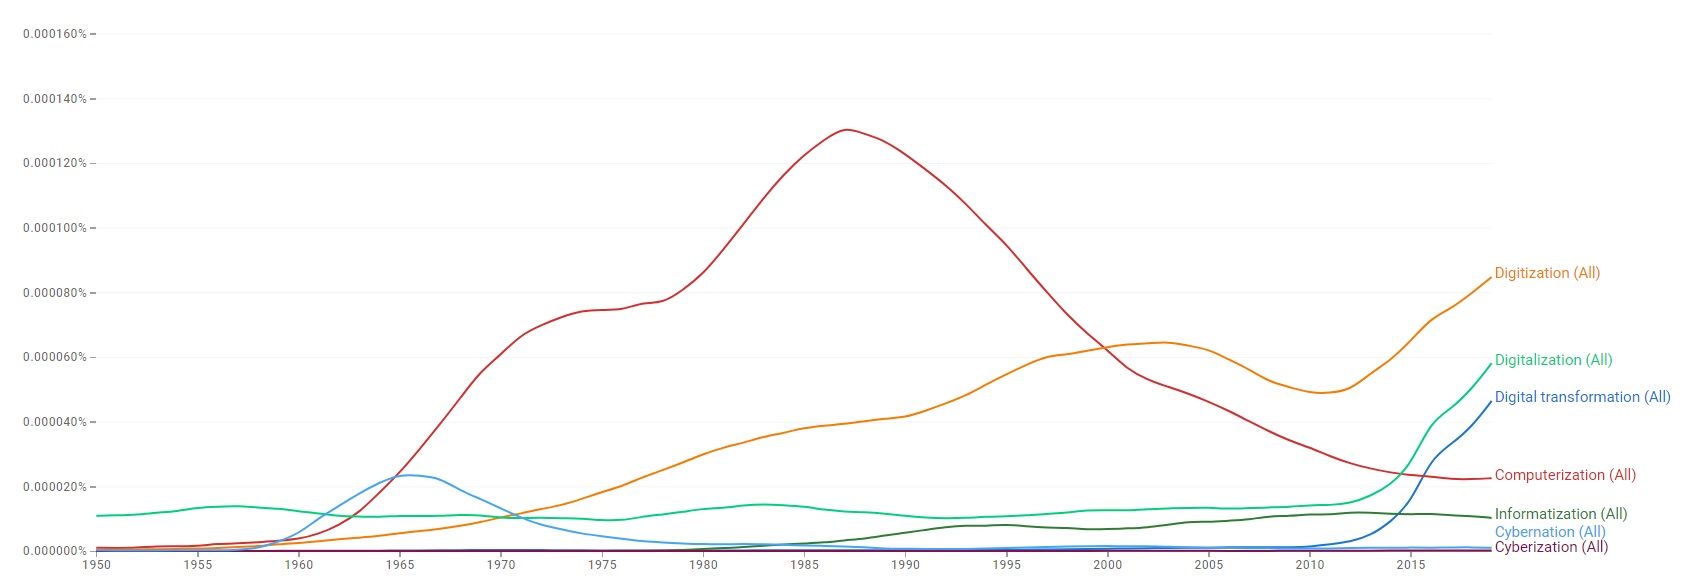 0.000160%
0.000140%
0.000120%
0.000100%
0.000080%
0.000060%
0.000040%
0.000020%
0.000000%
1950 1955 1960 1965 1970 1975 1980 1985 1990 1995 2000 2005 2010 2015
Digitization (All)
Digitalization (All)
Digital transformation (All)
Computerization (All)
Informatization (All)
Cybernation (All)
Cyberization (All)